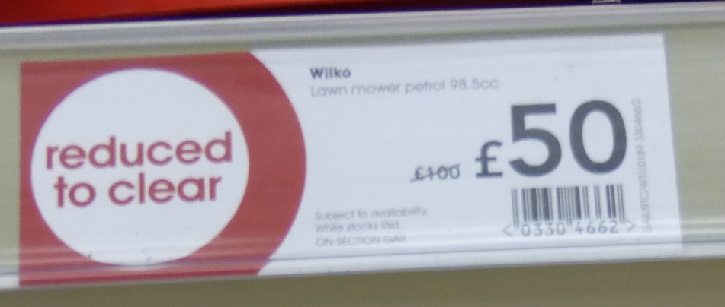 reduced
to clear
Wilko
Lawn mower petrol 98.5cc
£100
£50
Subject to availability
While stocks last.
ON SECTION
< 0330 4662 >